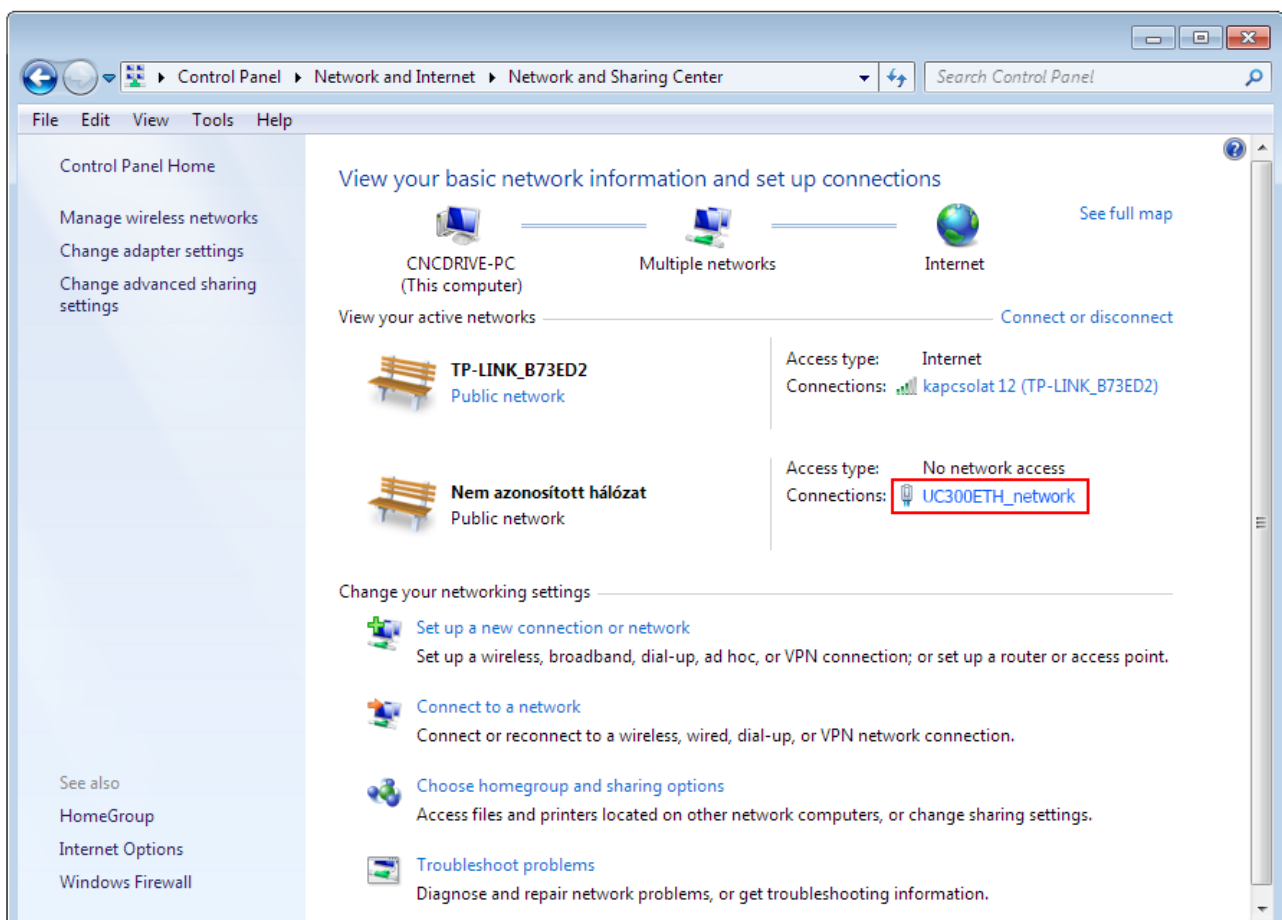 Control Panel ▸ Network and Internet ▸ Network and Sharing Center
Search Control Panel
File Edit View Tools Help
Control Panel Home
Manage wireless networks
Change adapter settings
Change advanced sharing
settings
See also
HomeGroup
Internet Options
Windows Firewall
View your basic network information and set up connections
See full map
CNCDRIVE-PC
(This computer)
Multiple networks
Internet
View your active networks
Connect or disconnect
TP-LINK_B73ED2
Public network
Access type: Internet
Connections: kapcsolat 12 (TP-LINK_B73ED2)
Nem azonosított hálózat
Public network
Access type: No network access
Connections: UC300ETH_network
Change your networking settings
Set up a new connection or network
Set up a wireless, broadband, dial-up, ad hoc, or VPN connection; or set up a router or access point.
Connect to a network
Connect or reconnect to a wireless, wired, dial-up, or VPN network connection.
Choose homegroup and sharing options
Access files and printers located on other network computers, or change sharing settings.
Troubleshoot problems
Diagnose and repair network problems, or get troubleshooting information.